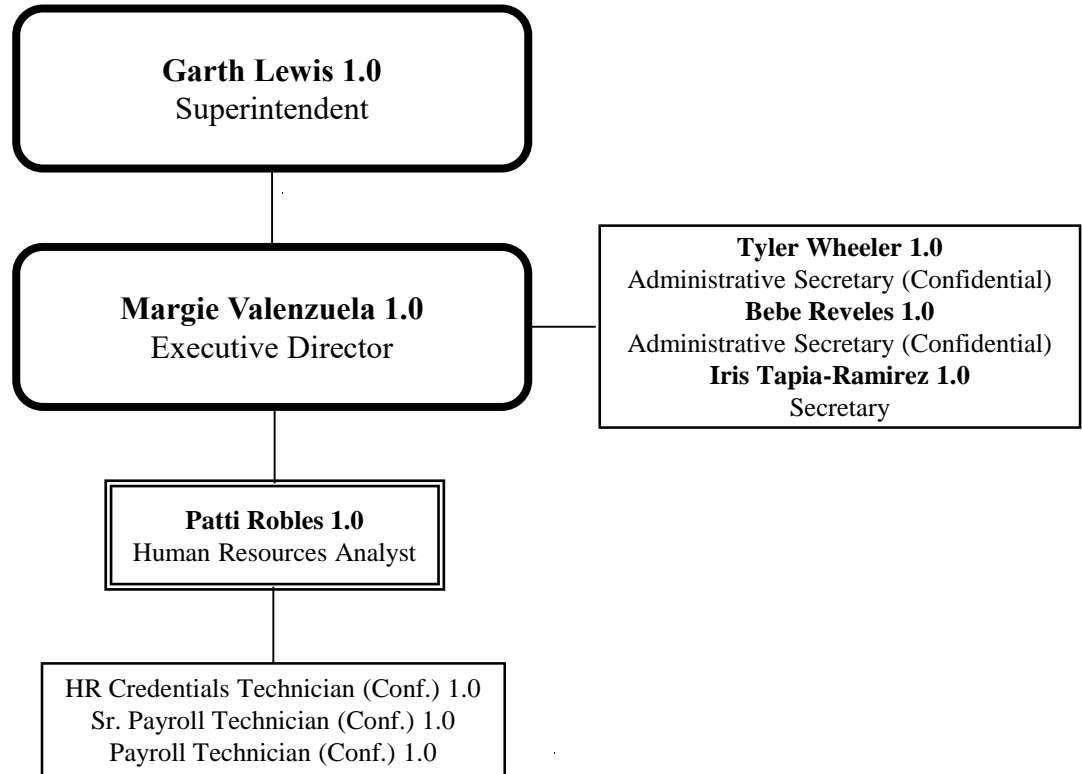 Garth Lewis 1.0
Superintendent
Margie Valenzuela 1.0
Executive Director
Tyler Wheeler 1.0
Administrative Secretary (Confidential)
Bebe Reveles 1.0
Administrative Secretary (Confidential)
Iris Tapia-Ramirez 1.0
Secretary
Patti Robles 1.0
Human Resources Analyst
HR Credentials Technician (Conf.) 1.0
Sr. Payroll Technician (Conf.) 1.0
Payroll Technician (Conf.) 1.0